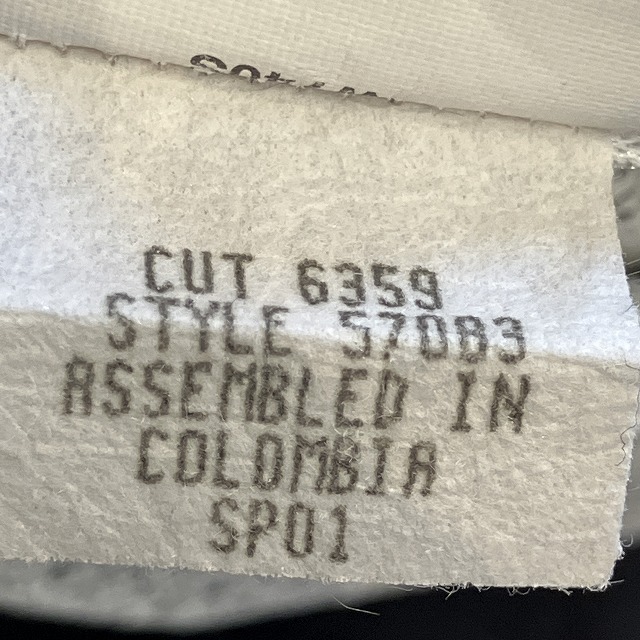 CUT 6359
STYLE 57083
ASSEMBLED IN
COLOMBIA
SP01